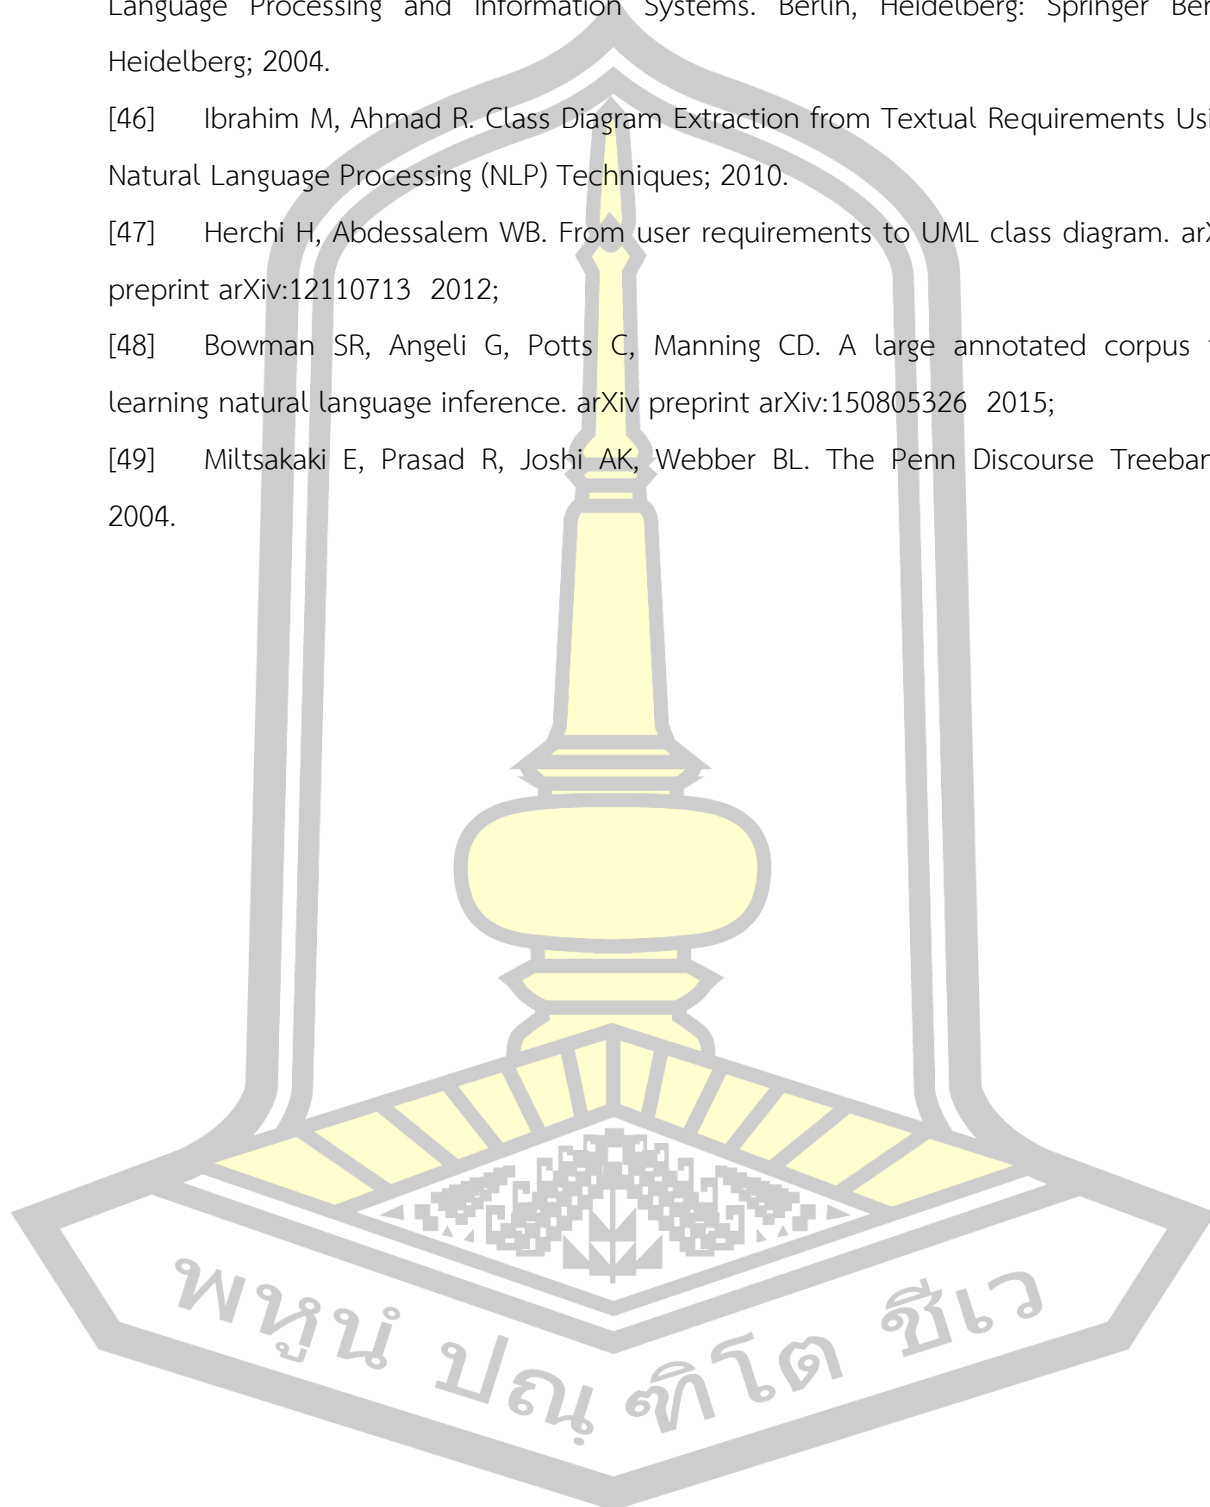 Language Processing and Information Systems. Berlin, Heidelberg: Springer Ber
Heidelberg; 2004.
[46] Ibrahim M, Ahmad R. Class Diagram Extraction from Textual Requirements Usi
Natural Language Processing (NLP) Techniques; 2010.
[47] Herchi H, Abdessalem WB. From user requirements to UML class diagram. arX
preprint arXiv:12110713 2012;
[48] Bowman SR, Angeli G, Potts C, Manning CD. A large annotated corpus f
learning natural language inference. arXiv preprint arXiv:150805326 2015;
[49] Miltsakaki E, Prasad R, Joshi AK, Webber BL. The Penn Discourse Treeban
2004.
พหูนํ ปณฺฑิโต ชีเว